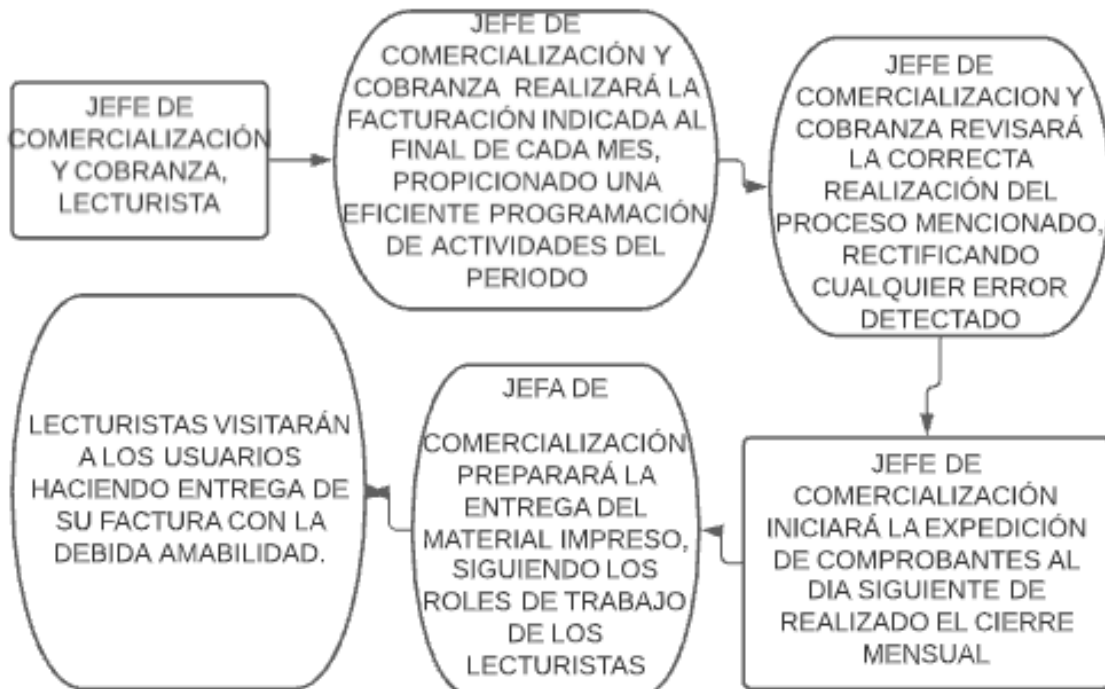 JEFE DE
COMERCIALIZACIÓN
Y COBRANZA,
LECTURISTA
JEFE DE
COMERCIALIZACIÓN Y
COBRANZA REALIZARÁ LA
FACTURACIÓN INDICADA AL
FINAL DE CADA MES,
PROPICIONADO UNA
EFICIENTE PROGRAMACIÓN
DE ACTIVIDADES DEL
PERIODO
JEFE DE
COMERCIALIZACION Y
COBRANZA REVISARÁ
LA CORRECTA
REALIZACIÓN DEL
PROCESO MENCIONADO,
RECTIFICANDO
CUALQUIER ERROR
DETECTADO
JEFE DE
COMERCIALIZACIÓN
INICIARÁ LA EXPEDICIÓN
DE COMPROBANTES AL
DIA SIGUIENTE DE
REALIZADO EL CIERRE
MENSUAL
JEFA DE
COMERCIALIZACIÓN
PREPARARÁ LA
ENTREGA DEL
MATERIAL IMPRESO,
SIGUIENDO LOS
ROLES DE TRABAJO
DE LOS
LECTURISTAS
LECTURISTAS VISITARÁN
A LOS USUARIOS
HACIENDO ENTREGA DE
SU FACTURA CON LA
DEBIDA AMABILIDAD.